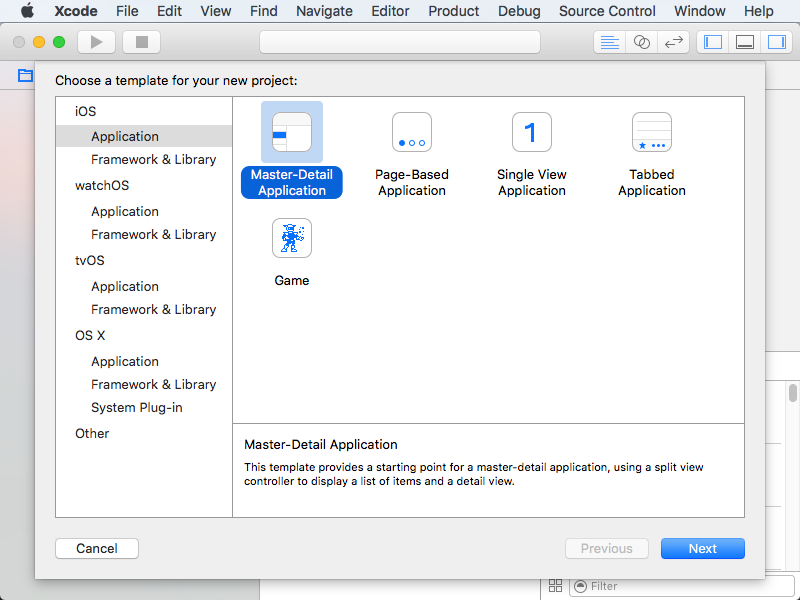 Xcode File Edit View Find Navigate Editor Product Debug Source Control Window Help
Choose a template for your new project:
iOS
Application
Framework & Library
watchOS
Application
Framework & Library
tvOS
Application
Framework & Library
OS X
Application
Framework & Library
System Plug-in
Other
Master-Detail
Application
Page-Based
Application
1
Single View
Application
Tabbed
Application
Game
Master-Detail Application
This template provides a starting point for a master-detail application, using a split view
controller to display a list of items and a detail view.
Cancel
Previous
Next
Filter